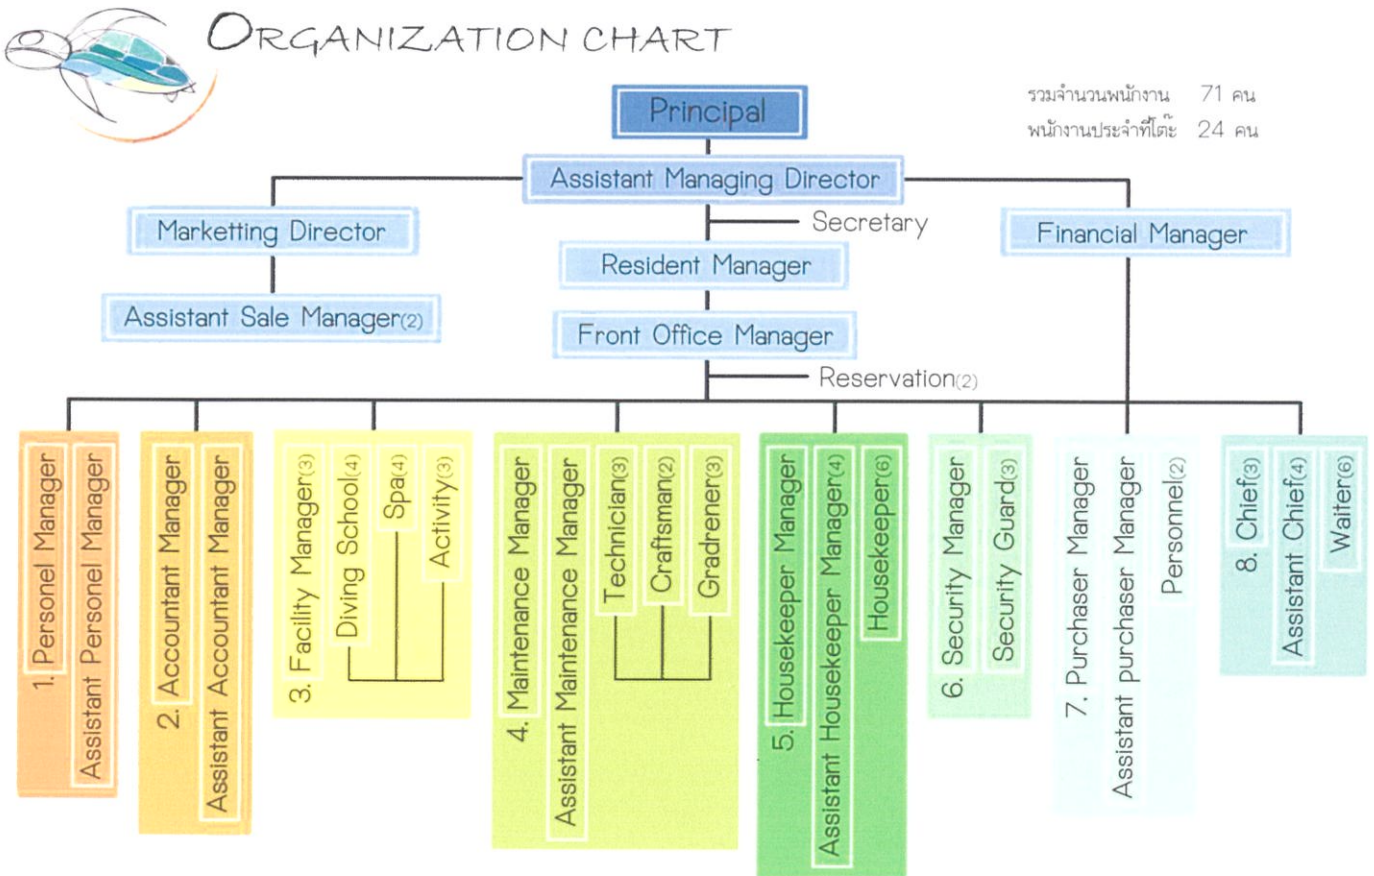 ORGANIZATION CHART
รวมจำนวนพนักงาน 71 คน
พนักงานประจำที่โต๊ะ 24 คน
Principal
Assistant Managing Director
Secretary
Marketting Director
Financial Manager
Resident Manager
Assistant Sale Manager(2)
Front Office Manager
Reservation(2)
1. Personel Manager
Assistant Personel Manager
2. Accountant Manager
Assistant Accountant Manager
3. Facility Manager(3)
Diving School(4)
Spa(4)
Activity(3)
4. Maintenance Manager
Assistant Maintenance Manager
Technician(3)
Craftsman(2)
Gradrener(3)
5. Housekeeper Manager
Assistant Housekeeper Manager(4)
Housekeeper(6)
6. Security Manager
Security Guard(3)
7. Purchaser Manager
Assistant purchaser Manager
Personnel(2)
8. Chief(3)
Assistant Chief(4)
Waiter(6)